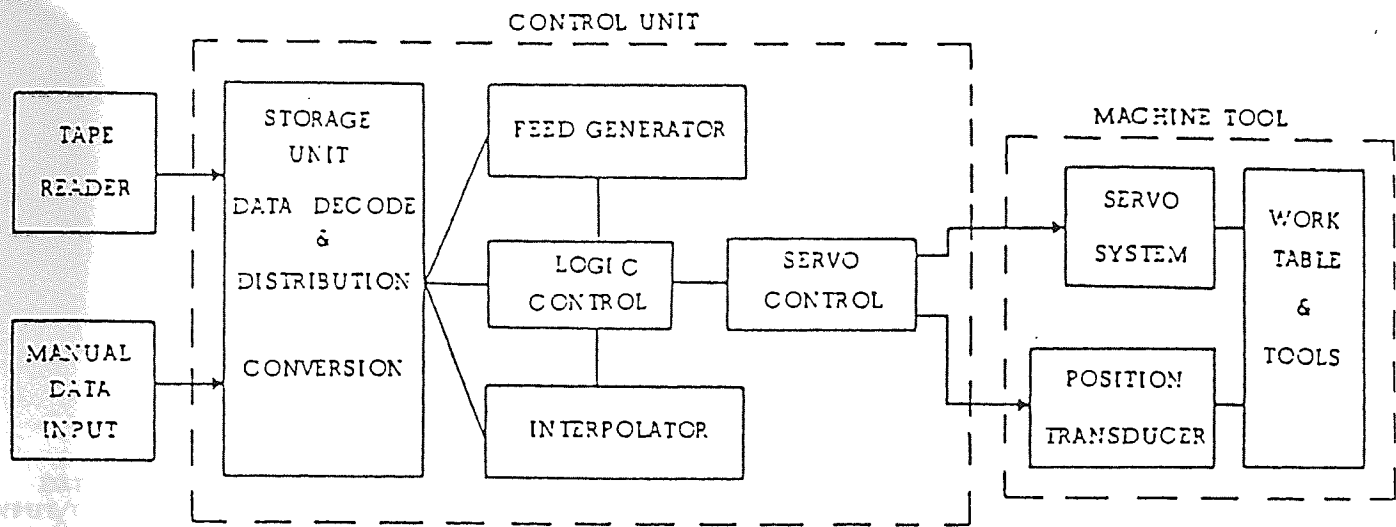 CONTROL UNIT
TAPE
READER
MANUAL
DATA
INPUT
STORAGE
UNIT
DATA DECODE
&
DISTRIBUTION
CONVERSION
FEED GENERATOR
LOGIC
CONTROL
INTERPOLATOR
SERVO
CONTROL
MACHINE TOOL
SERVO
SYSTEM
POSITION
TRANSDUCER
WORK
TABLE
&
TOOLS